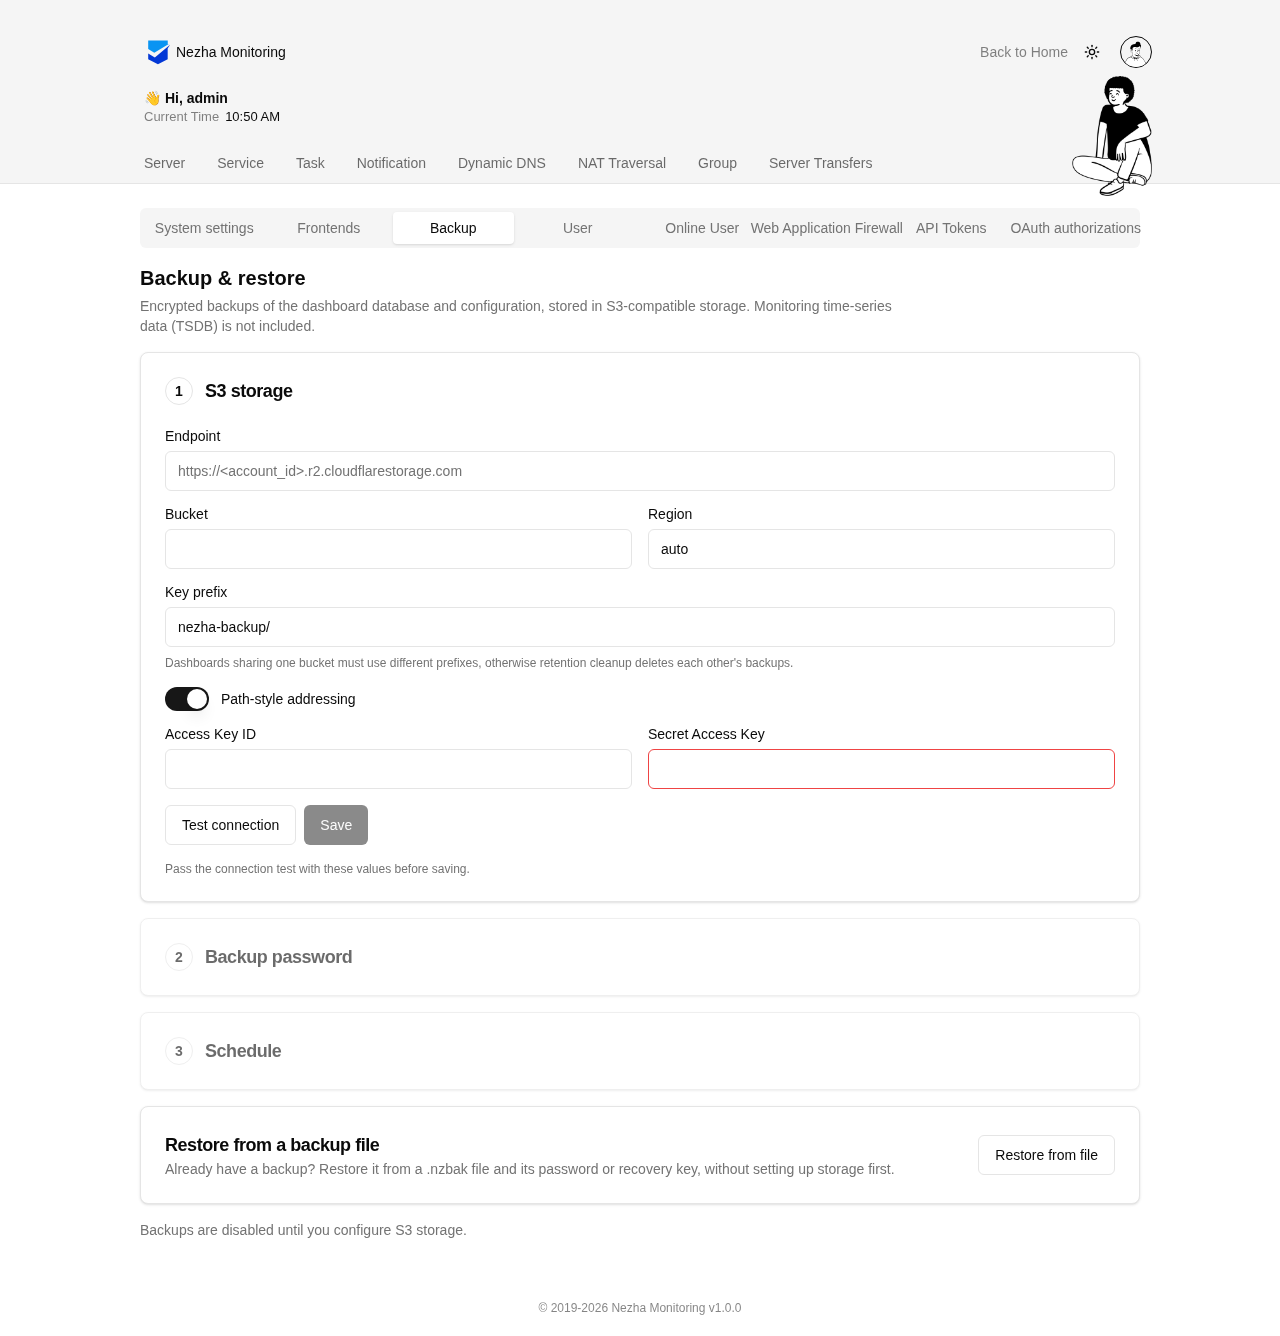 Nezha Monitoring
Back to Home
👋 Hi, admin
Current Time 10:50 AM
Server Service Task Notification Dynamic DNS NAT Traversal Group Server Transfers
System settings Frontends Backup User Online User Web Application Firewall API Tokens OAuth authorizations
Backup & restore
Encrypted backups of the dashboard database and configuration, stored in S3-compatible storage. Monitoring time-series
data (TSDB) is not included.
1 S3 storage
Endpoint
https://<account_id>.r2.cloudflarestorage.com
Bucket Region
auto
Key prefix
nezha-backup/
Dashboards sharing one bucket must use different prefixes, otherwise retention cleanup deletes each other's backups.
Path-style addressing
Access Key ID Secret Access Key
Test connection Save
Pass the connection test with these values before saving.
2 Backup password
3 Schedule
Restore from a backup file
Already have a backup? Restore it from a .nzbak file and its password or recovery key, without setting up storage first.
Restore from file
Backups are disabled until you configure S3 storage.
© 2019-2026 Nezha Monitoring v1.0.0